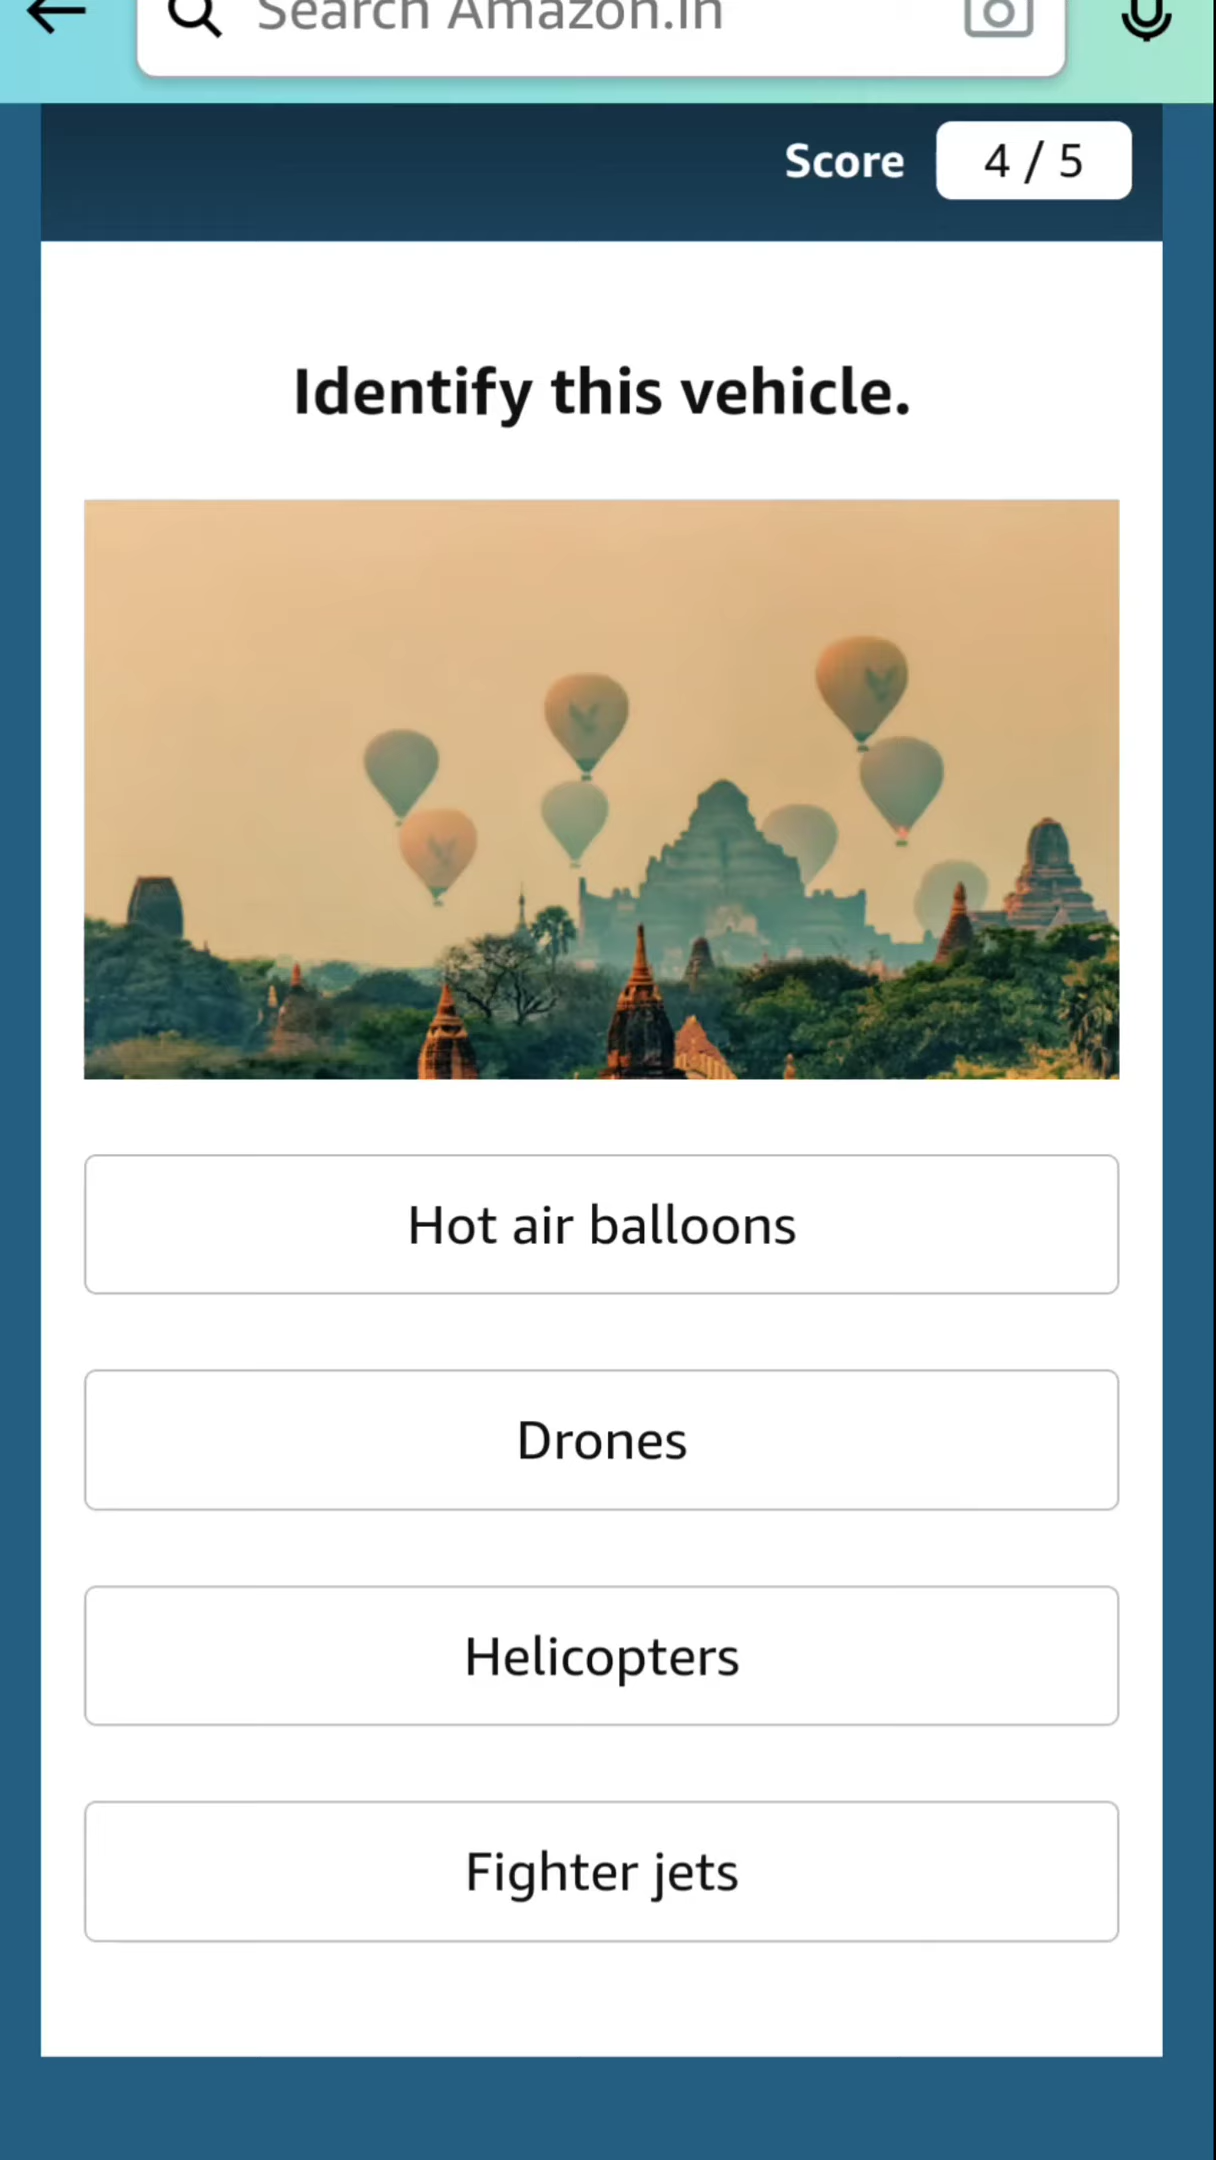 Search Amazon.in
Score 4 / 5
Identify this vehicle.
Hot air balloons
Drones
Helicopters
Fighter jets